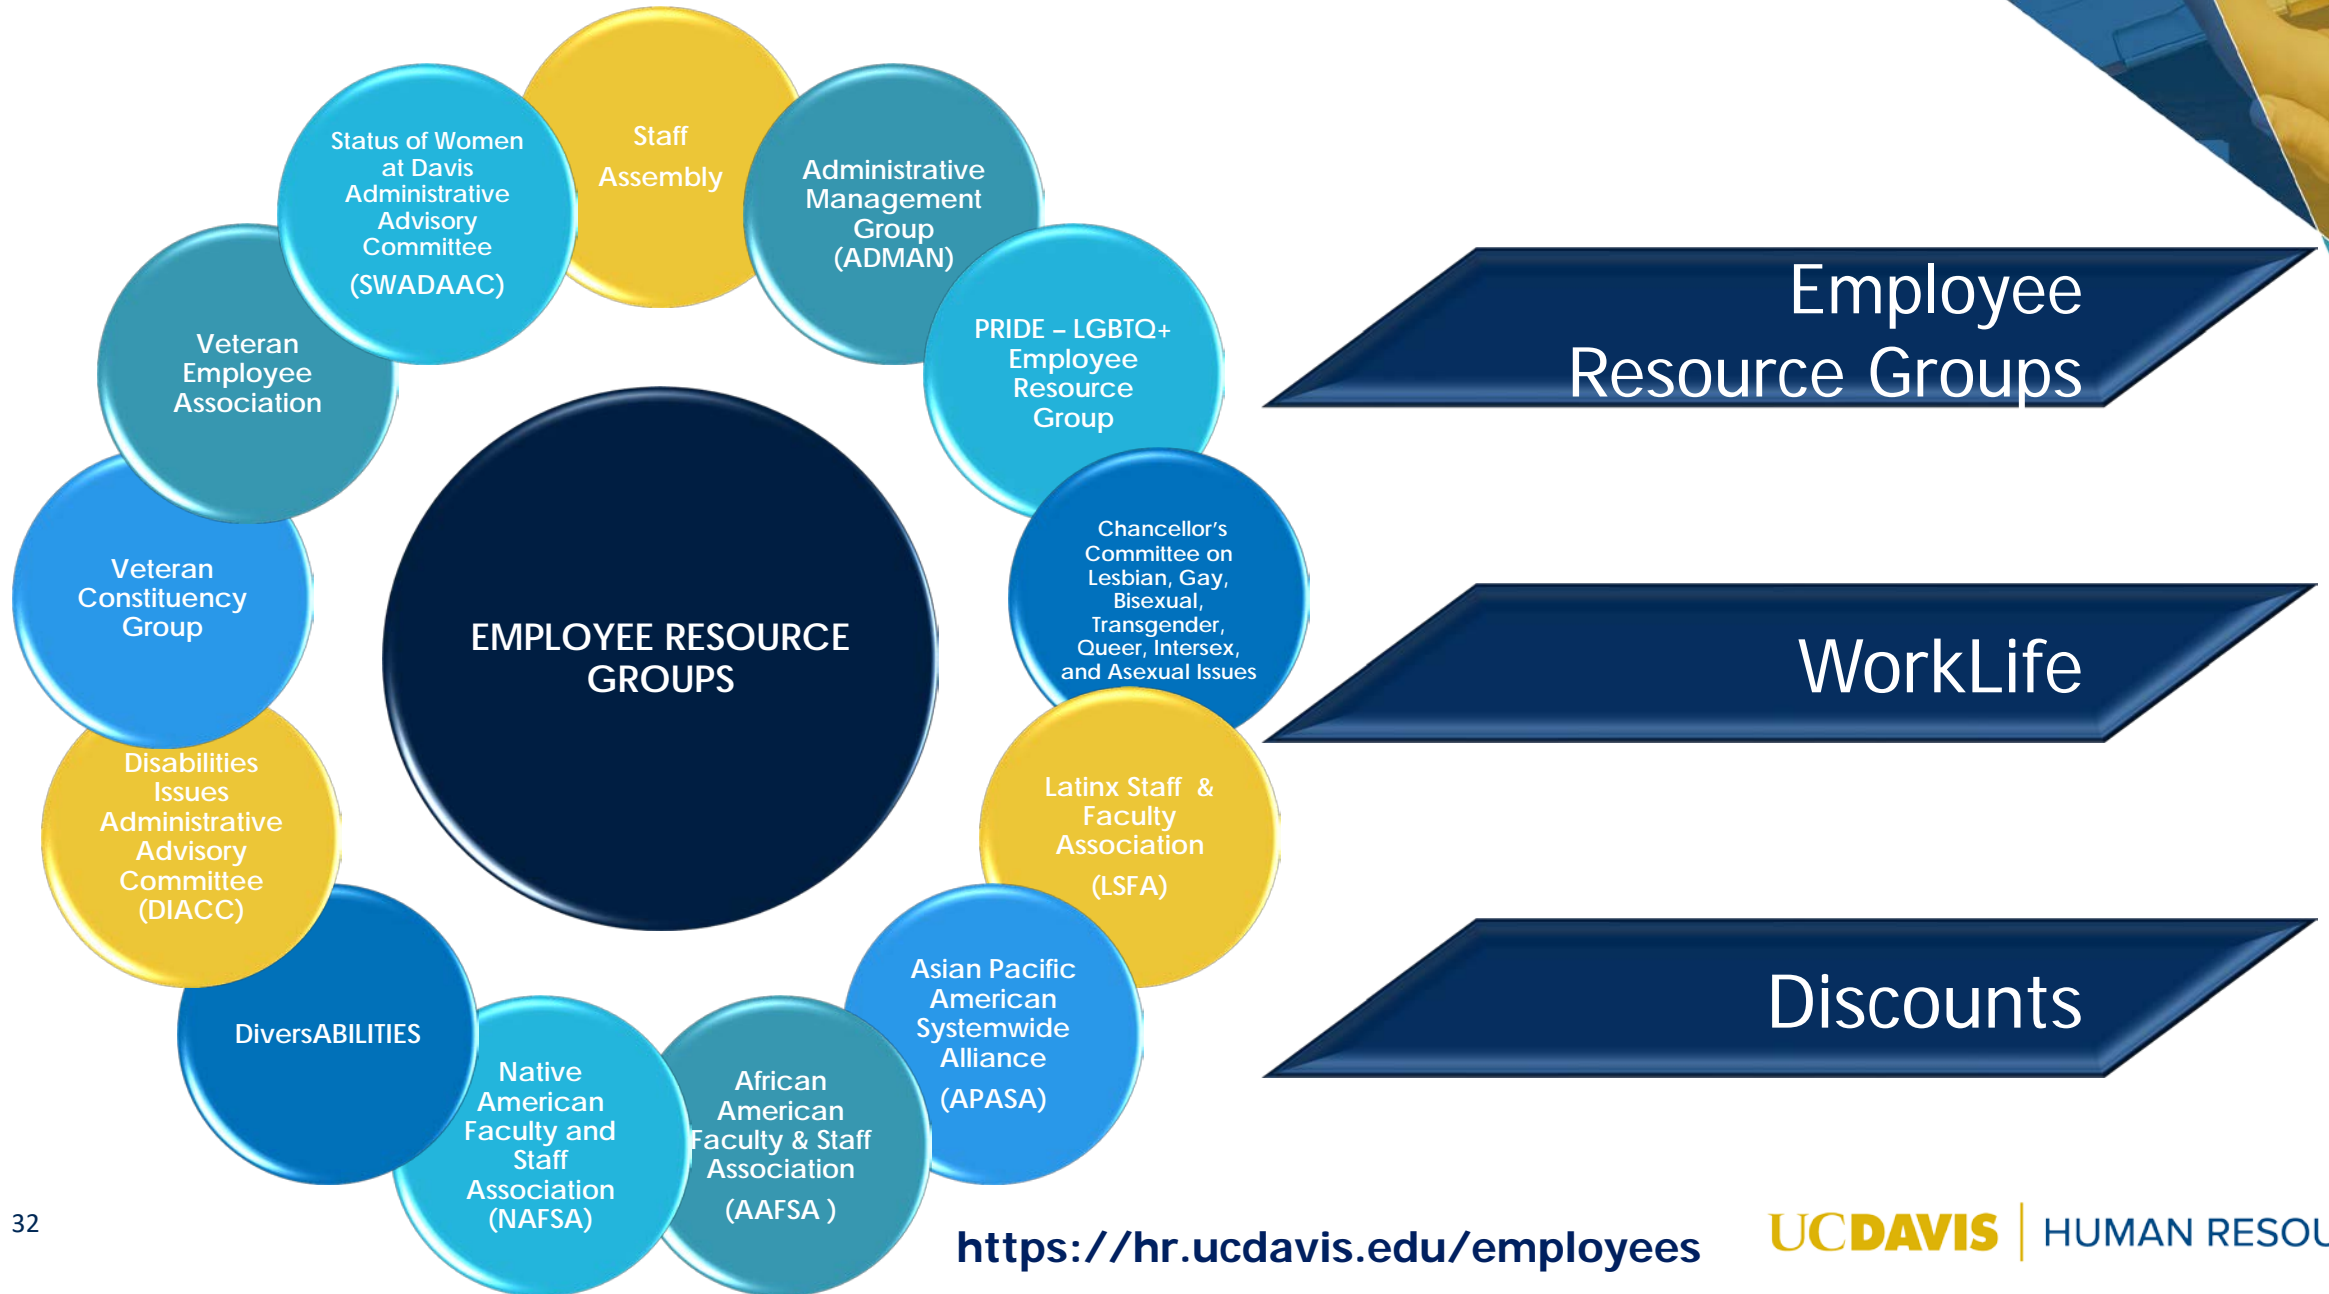 Staff
Assembly
Administrative
Management
Group
(ADMAN)
PRIDE – LGBTQ+
Employee
Resource
Group
Chancellor's
Committee on
Lesbian, Gay,
Bisexual,
Transgender,
Queer, Intersex,
and Asexual Issues
Latinx Staff &
Faculty
Association
(LSFA)
Asian Pacific
American
Systemwide
Alliance
(APASA)
African
American
Faculty & Staff
Association
(AAFSA )
Native
American
Faculty and
Staff
Association
(NAFSA)
DiversABILITIES
Disabilities
Issues
Administrative
Advisory
Committee
(DIACC)
Veteran
Constituency
Group
Veteran
Employee
Association
Status of Women
at Davis
Administrative
Advisory
Committee
(SWADAAC)
EMPLOYEE RESOURCE
GROUPS
Employee
Resource Groups
WorkLife
Discounts
32
https://hr.ucdavis.edu/employees
UCDAVIS HUMAN RESOU